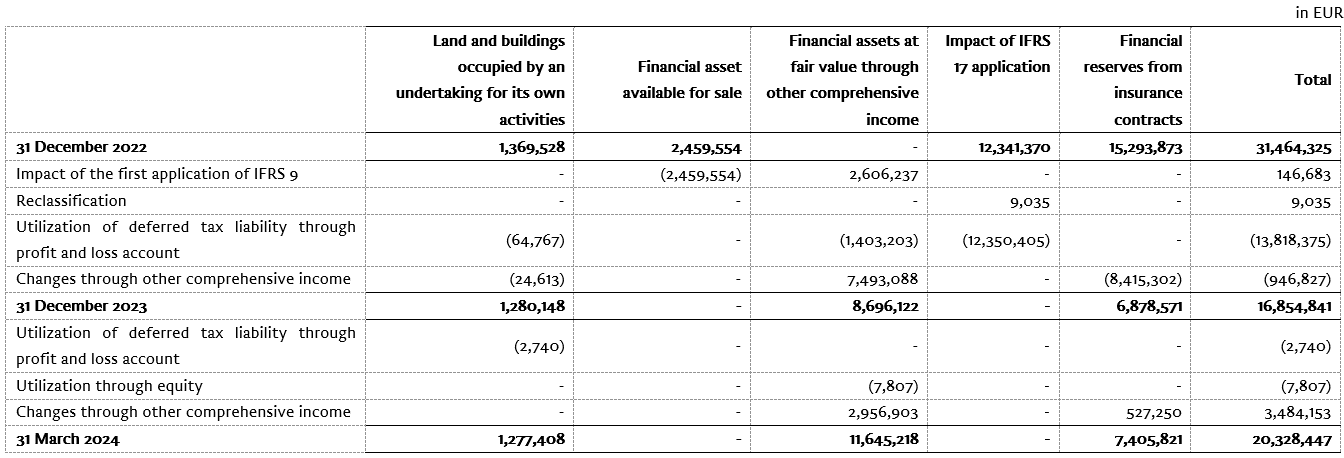 in EUR
Land and buildings occupied by an undertaking for its own activities | Financial asset available for sale | Financial assets at fair value through other comprehensive income | Impact of IFRS 17 application | Financial reserves from insurance contracts | Total
31 December 2022 | 1,369,528 | 2,459,554 | - | 12,341,370 | 15,293,873 | 31,464,325
Impact of the first application of IFRS 9 | - | (2,459,554) | 2,606,237 | - | - | 146,683
Reclassification | - | - | - | 9,035 | - | 9,035
Utilization of deferred tax liability through profit and loss account | (64,767) | - | (1,403,203) | (12,350,405) | - | (13,818,375)
Changes through other comprehensive income | (24,613) | - | 7,493,088 | - | (8,415,302) | (946,827)
31 December 2023 | 1,280,148 | - | 8,696,122 | - | 6,878,571 | 16,854,841
Utilization of deferred tax liability through profit and loss account | (2,740) | - | - | - | - | (2,740)
Utilization through equity | - | - | (7,807) | - | - | (7,807)
Changes through other comprehensive income | - | - | 2,956,903 | - | 527,250 | 3,484,153
31 March 2024 | 1,277,408 | - | 11,645,218 | - | 7,405,821 | 20,328,447